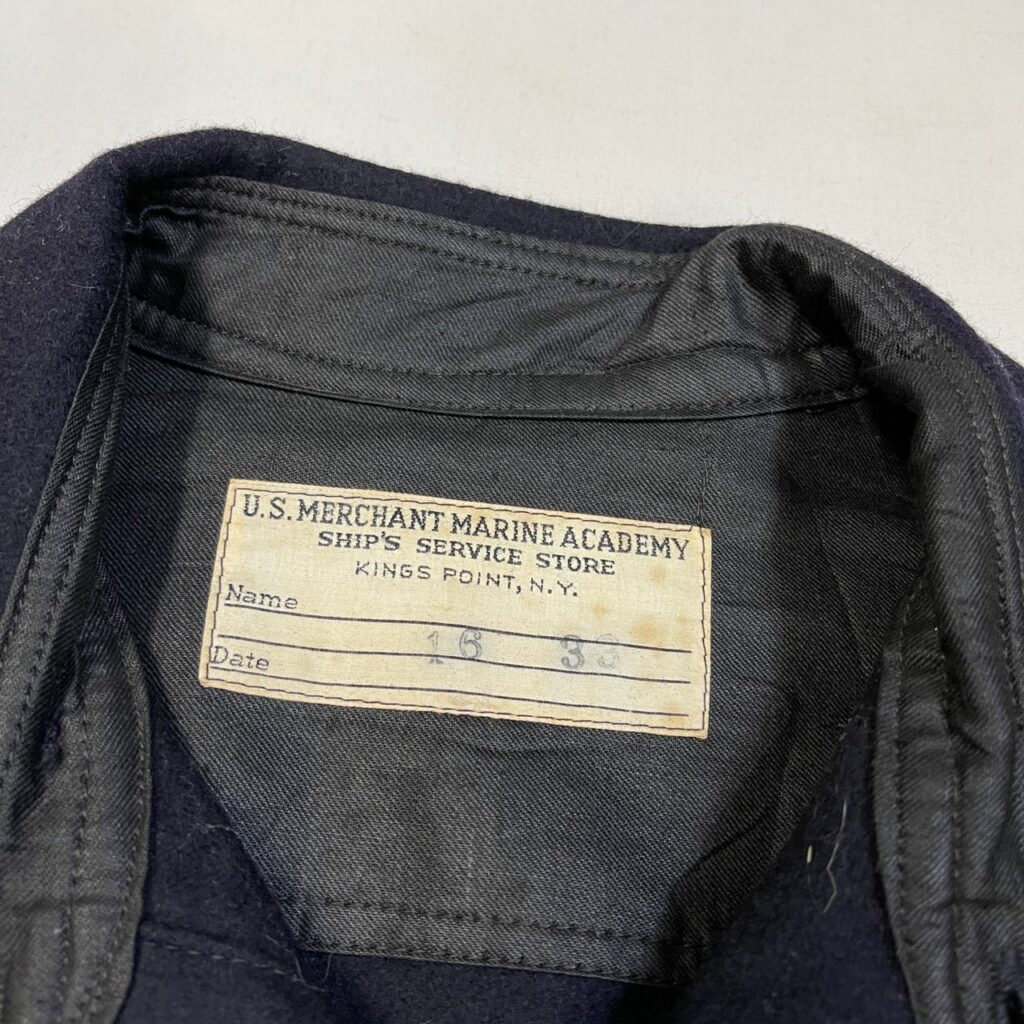 U.S. MERCHANT MARINE ACADEMY
SHIP'S SERVICE STORE
KINGS POINT, N.Y.
Name
16 33
Date